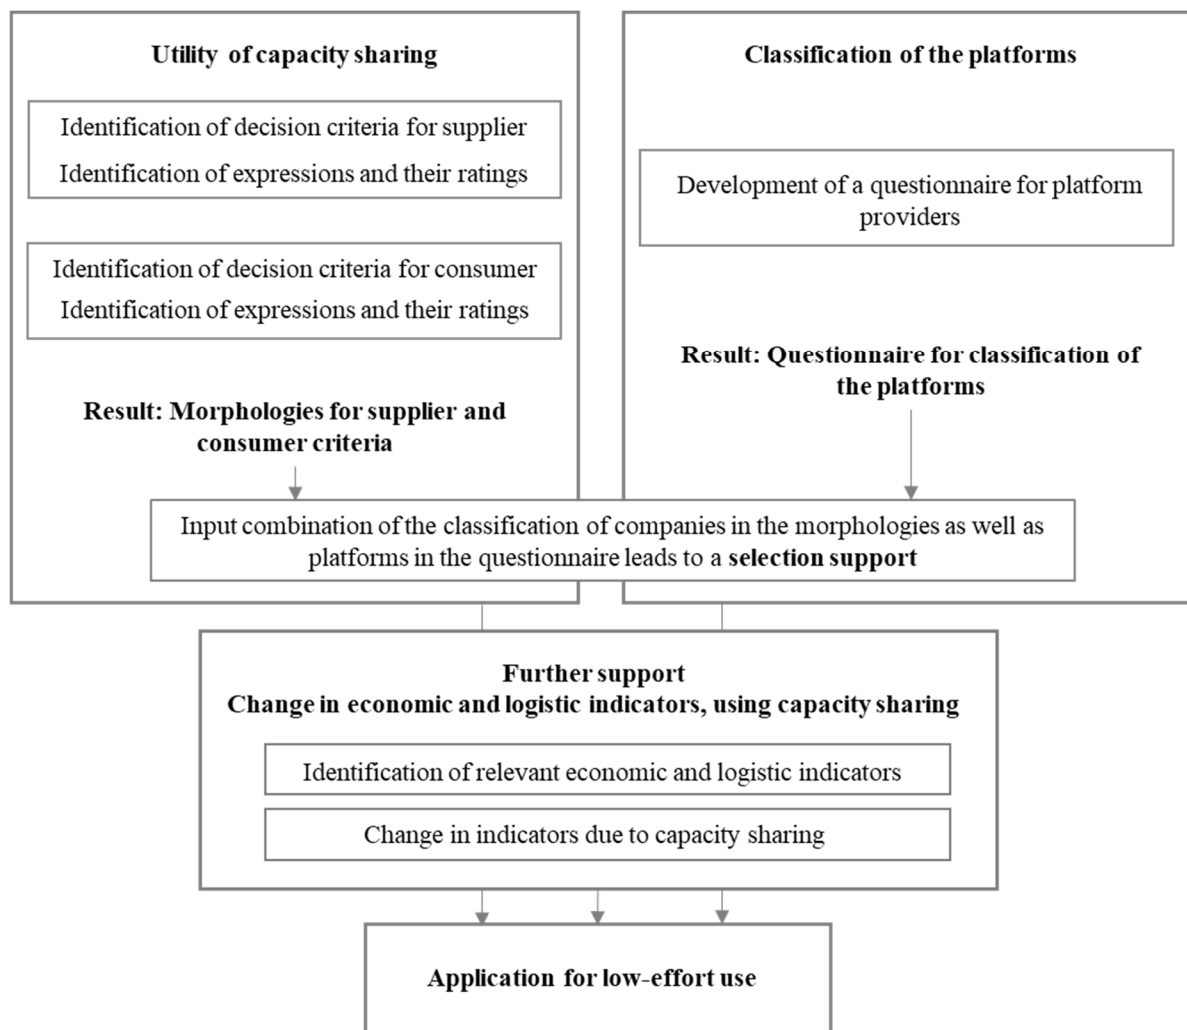 Utility of capacity sharing
Identification of decision criteria for supplier
Identification of expressions and their ratings
Identification of decision criteria for consumer
Identification of expressions and their ratings
Result: Morphologies for supplier and
consumer criteria
Classification of the platforms
Development of a questionnaire for platform
providers
Result: Questionnaire for classification of
the platforms
Input combination of the classification of companies in the morphologies as well as
platforms in the questionnaire leads to a selection support
Further support
Change in economic and logistic indicators, using capacity sharing
Identification of relevant economic and logistic indicators
Change in indicators due to capacity sharing
Application for low-effort use